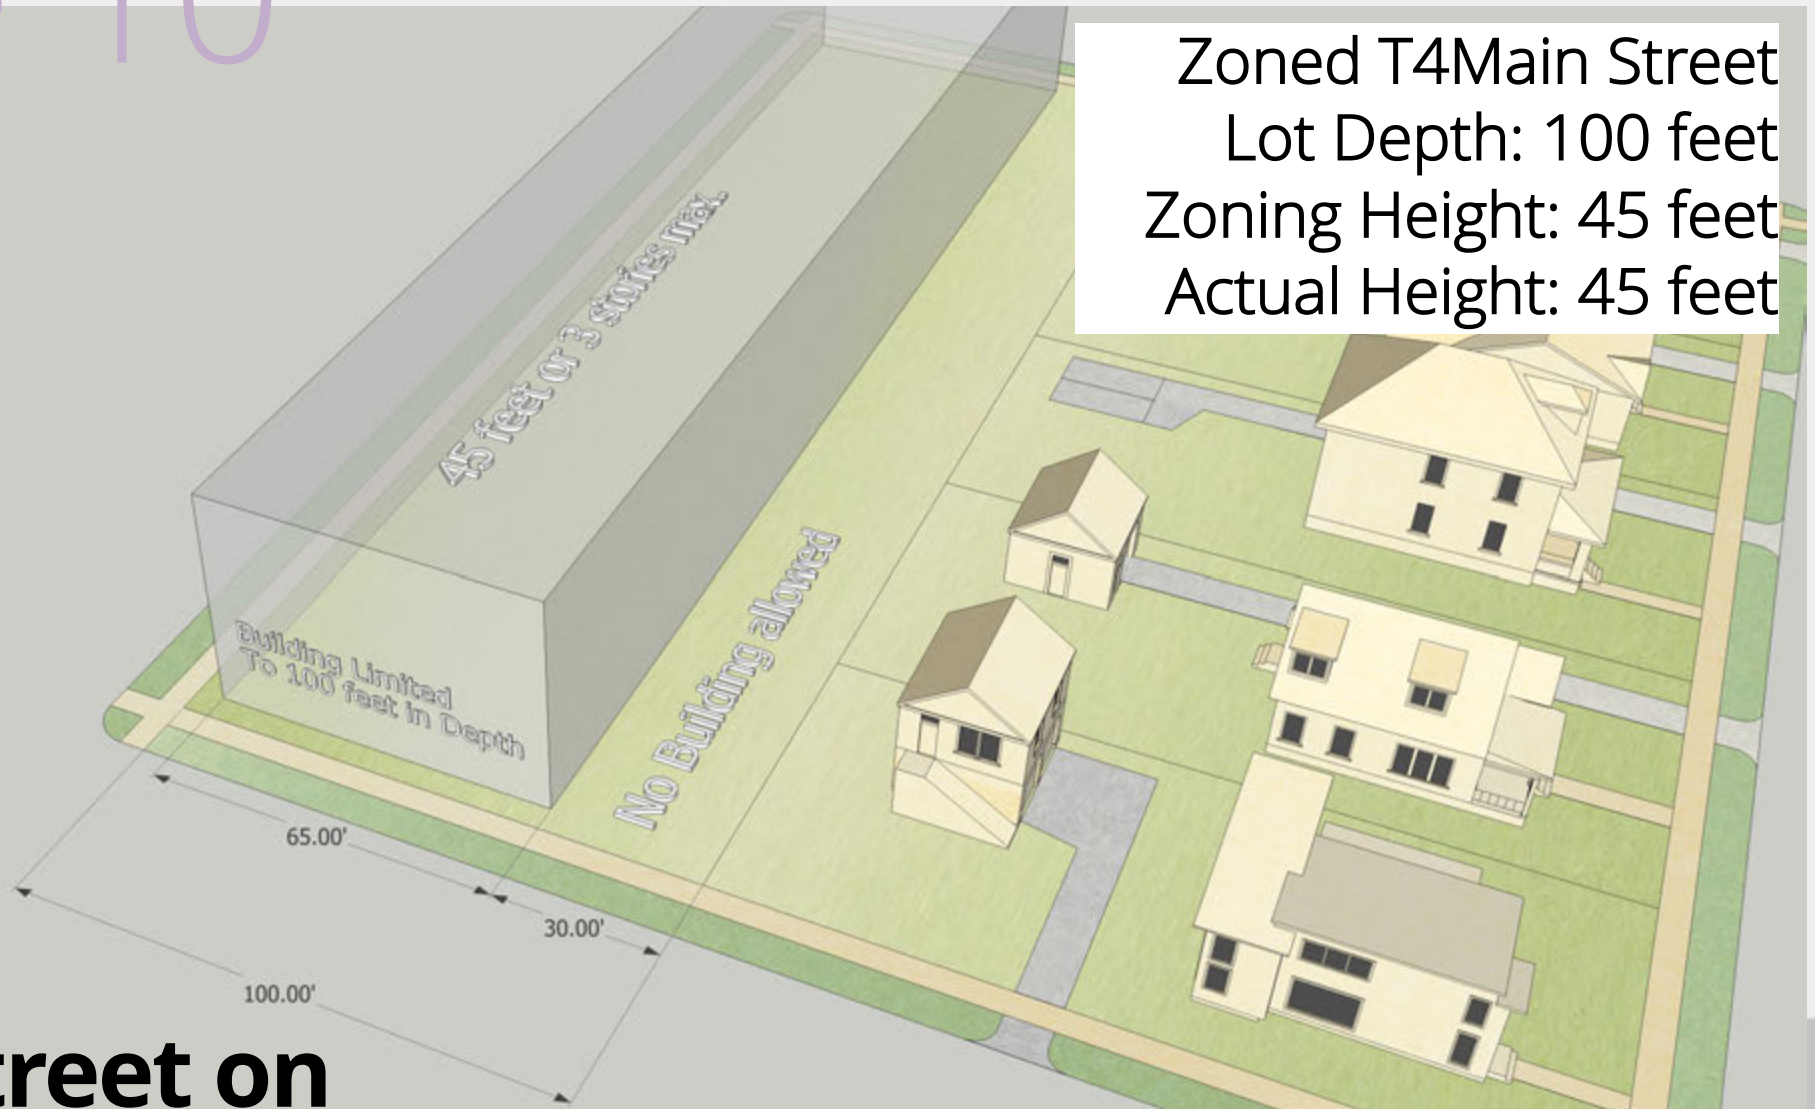 10
Zoned T4Main Street
Lot Depth: 100 feet
Zoning Height: 45 feet
Actual Height: 45 feet
45 feet or 3 stories max.
No Building allowed
Building Limited
To 100 feet in Depth
65.00'
30.00'
100.00'
treet on